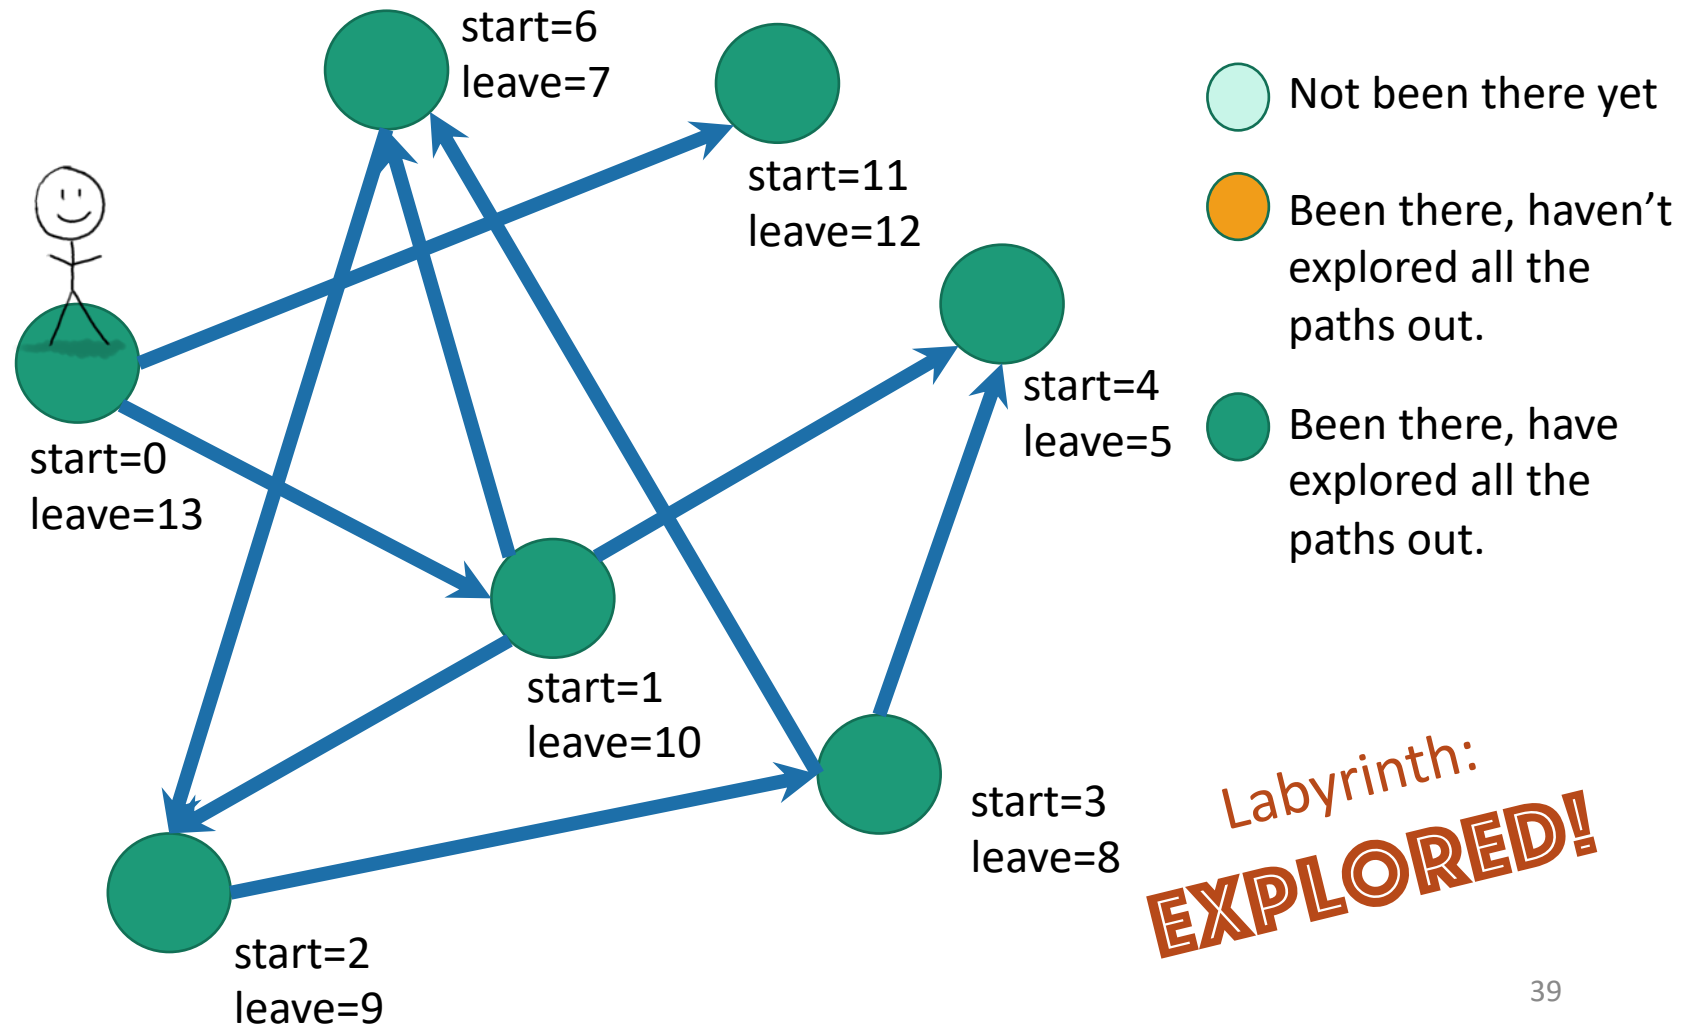 start=6
leave=7
start=11
leave=12
start=4
leave=5
start=0
leave=13
start=1
leave=10
start=3
leave=8
start=2
leave=9
Not been there yet
Been there, haven’t
explored all the
paths out.
Been there, have
explored all the
paths out.
Labyrinth:
EXPLORED!
39